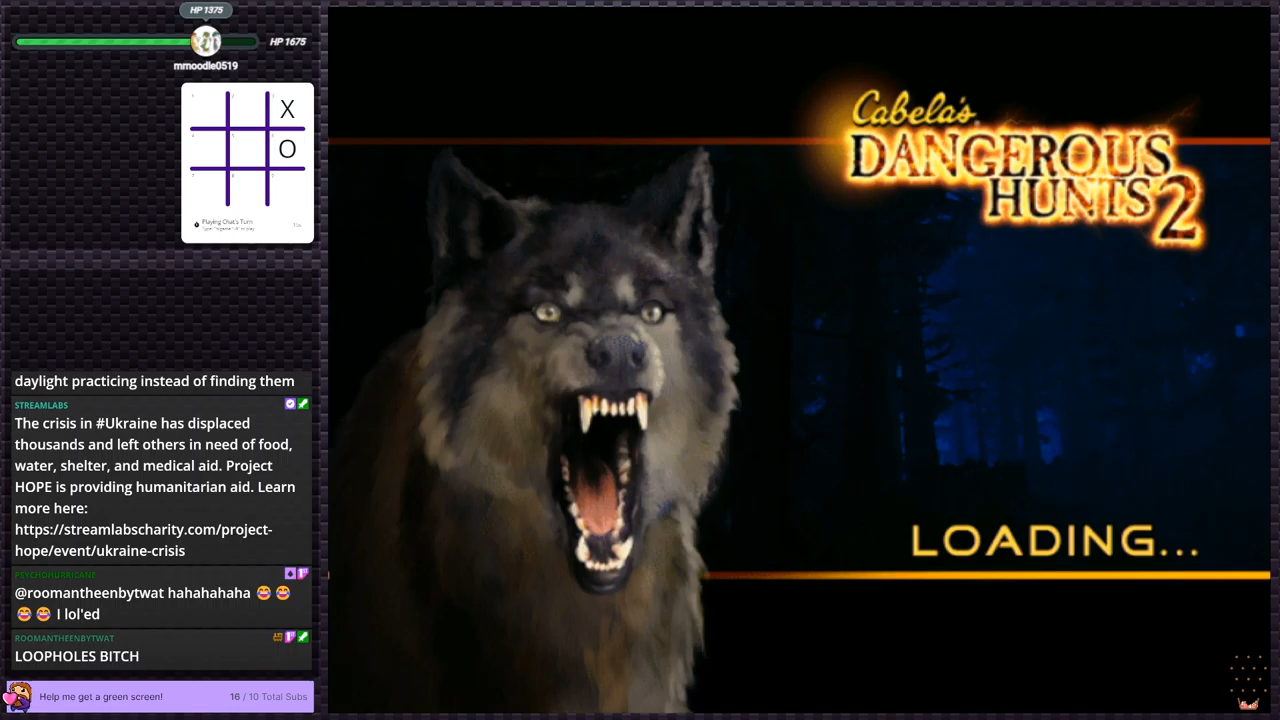 HP 1375
HP 1675
mmoodle0519
X
O
Playing Chat's Turn
daylight practicing instead of finding them
STREAMLABS
The crisis in #Ukraine has displaced
thousands and left others in need of food,
water, shelter, and medical aid. Project
HOPE is providing humanitarian aid. Learn
more here:
https://streamlabscharity.com/project-
hope/event/ukraine-crisis
PSYCHOHURRICANE
@roomantheenbytwat hahahahaha 😂 😂
😂 😂 I lol'ed
ROOMANTHEENBYTWAT
LOOPHOLES BITCH
Help me get a green screen!
16 / 10 Total Subs
Cabela's
DANGEROUS
HUNTS 2
LOADING...